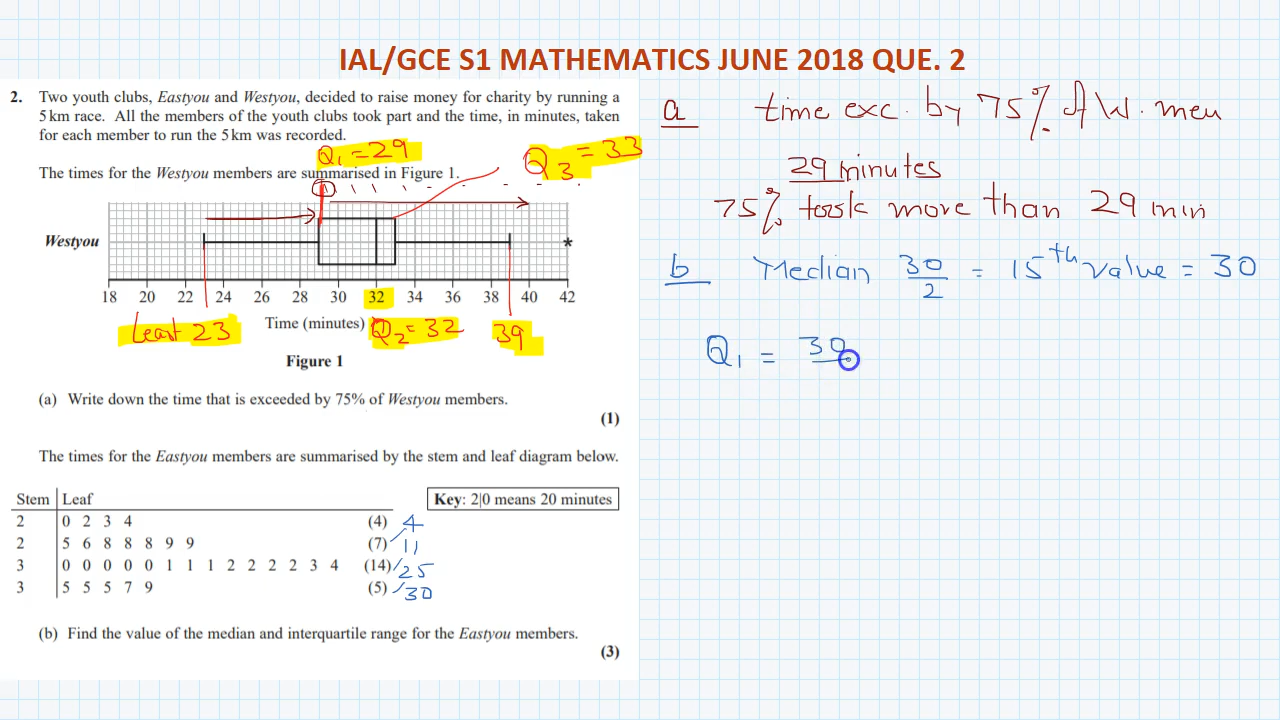 IAL/GCE S1 MATHEMATICS JUNE 2018 QUE. 2
2. Two youth clubs, Eastyou and Westyou, decided to raise money for charity by running a
5 km race. All the members of the youth clubs took part and the time, in minutes, taken
for each member to run the 5 km was recorded.
Q1 = 29
Q3 = 33
The times for the Westyou members are summarised in Figure 1.
Westyou
*
18 20 22 24 26 28 30 32 34 36 38 40 42
Least 23
Time (minutes)
Q2 = 32
39
Figure 1
(a) Write down the time that is exceeded by 75% of Westyou members.
(1)
The times for the Eastyou members are summarised by the stem and leaf diagram below.
Stem Leaf
Key: 2|0 means 20 minutes
2 0 2 3 4 (4) 4
2 5 6 8 8 8 9 9 (7) 11
3 0 0 0 0 0 1 1 1 2 2 2 2 3 4 (14) 25
3 5 5 5 7 9 (5) 30
(b) Find the value of the median and interquartile range for the Eastyou members.
(3)
a time exc. by 75% of W. mem
29 minutes
75% took more than 29 min
b Median 30/2 = 15th value = 30
Q1 = 30